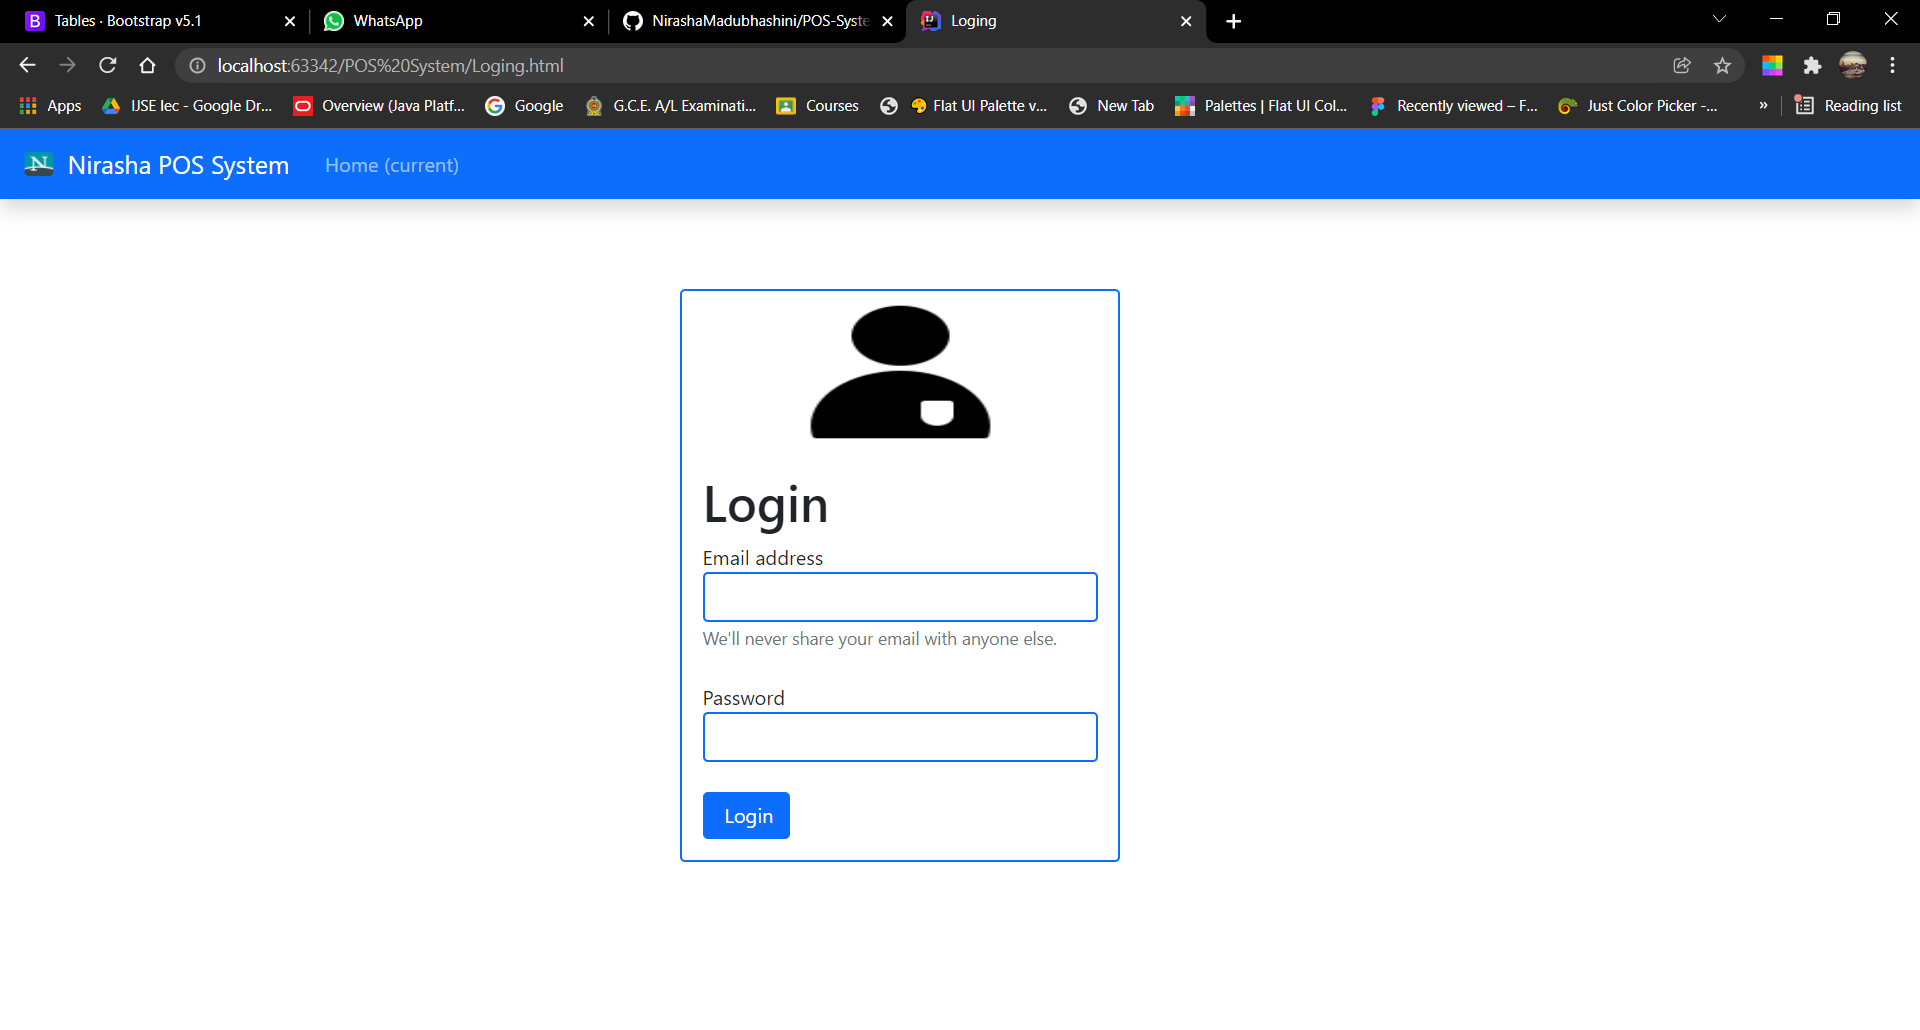 Tables · Bootstrap v5.1
WhatsApp
NirashaMadubhashini/POS-Syste
Loging
localhost:63342/POS%20System/Loging.html
Apps
IJSE lec - Google Dr...
Overview (Java Platf...
Google
G.C.E. A/L Examinati...
Courses
Flat UI Palette v...
New Tab
Palettes | Flat UI Col...
Recently viewed – F...
Just Color Picker -...
»
Reading list
N
Nirasha POS System
Home (current)
Login
Email address
We'll never share your email with anyone else.
Password
Login